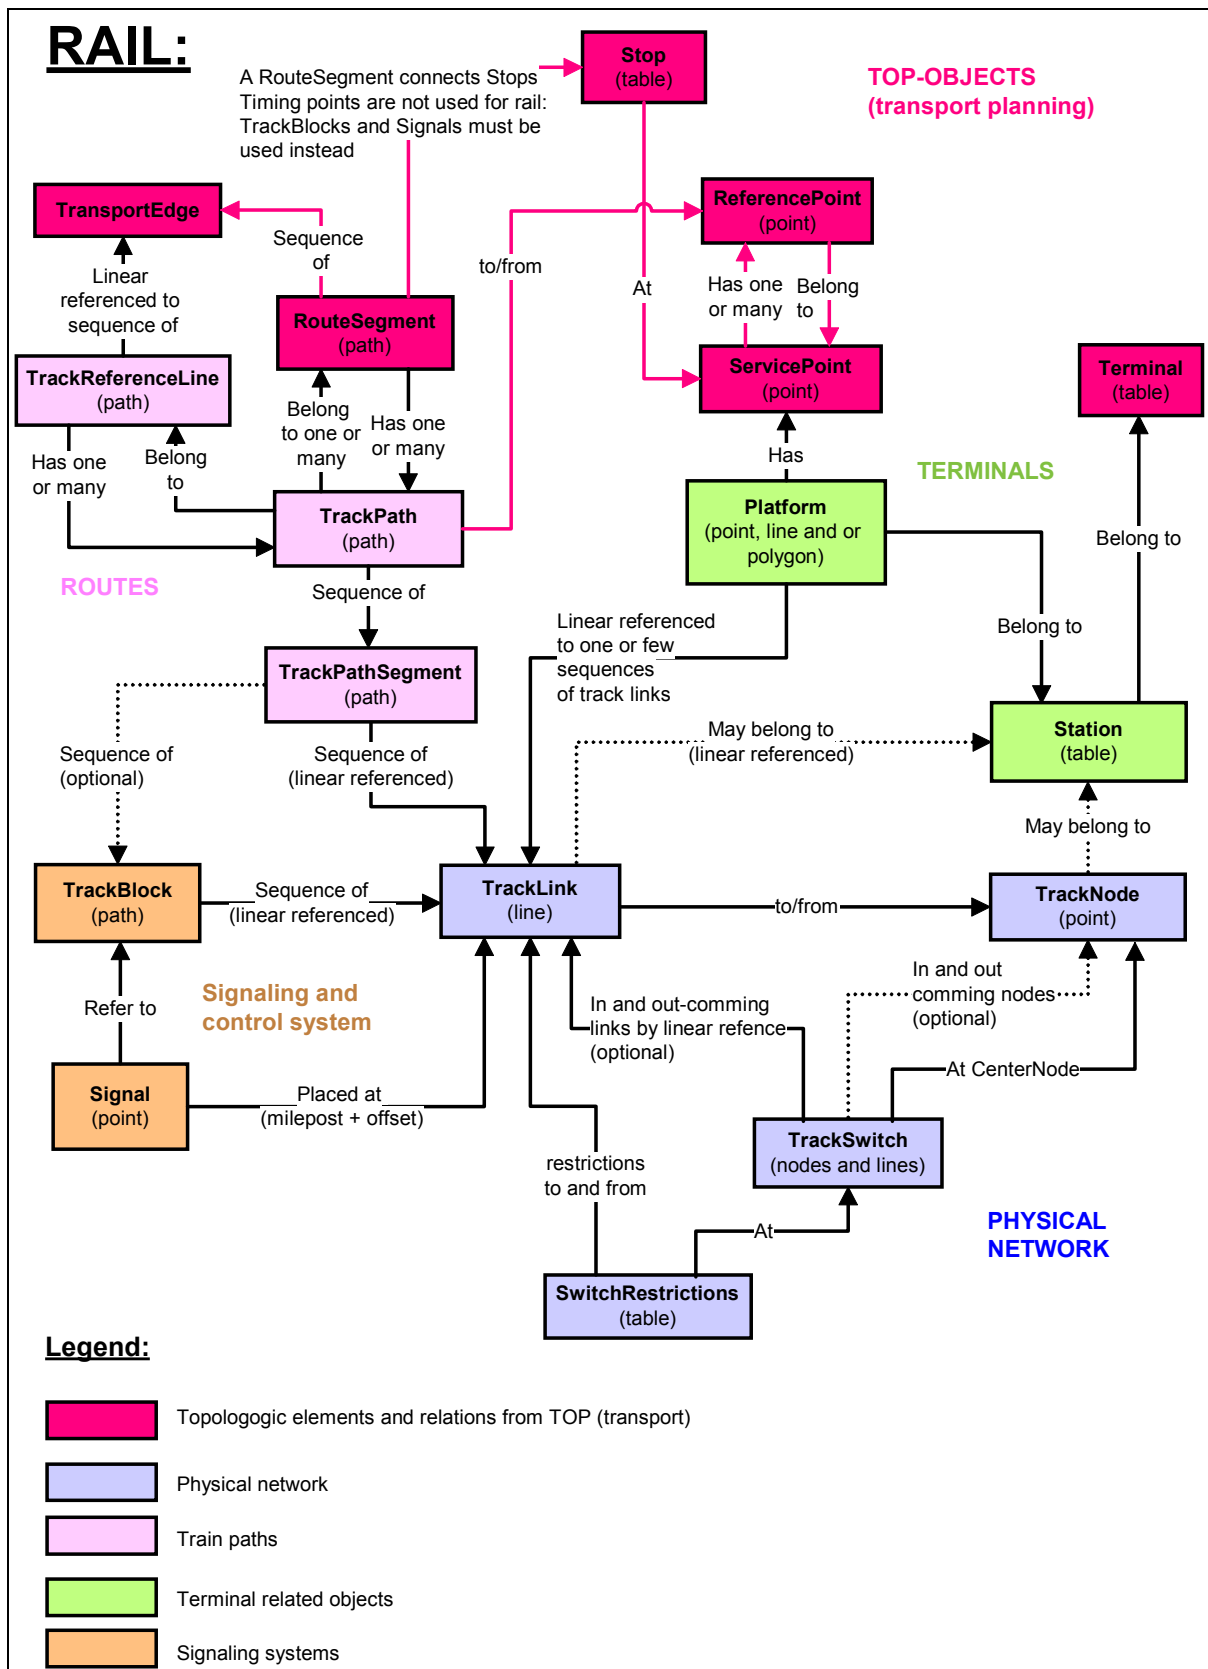 RAIL:
A RouteSegment connects Stops
Timing points are not used for rail:
TrackBlocks and Signals must be
used instead
Stop
(table)
TOP-OBJECTS
(transport planning)
TransportEdge
Sequence
of
to/from
ReferencePoint
(point)
Linear
referenced to
sequence of
At
Has one
or many
Belong
to
RouteSegment
(path)
TrackReferenceLine
(path)
ServicePoint
(point)
Terminal
(table)
Has one
or many
Belong
to
Belong
to one or
many
Has one
or many
Has
TERMINALS
TrackPath
(path)
Platform
(point, line and or
polygon)
Belong to
ROUTES
Sequence of
Linear referenced
to one or few
sequences
of track links
Belong to
TrackPathSegment
(path)
Sequence of
(optional)
Sequence of
(linear referenced)
May belong to
(linear referenced)
Station
(table)
May belong to
TrackBlock
(path)
Sequence of
(linear referenced)
TrackLink
(line)
to/from
TrackNode
(point)
Refer to
Signaling and
control system
In and out-comming
links by linear refence
(optional)
In and out
comming nodes
(optional)
Signal
(point)
Placed at
(milepost + offset)
At CenterNode
TrackSwitch
(nodes and lines)
restrictions
to and from
At
PHYSICAL
NETWORK
SwitchRestrictions
(table)
Legend:
Topologogic elements and relations from TOP (transport)
Physical network
Train paths
Terminal related objects
Signaling systems